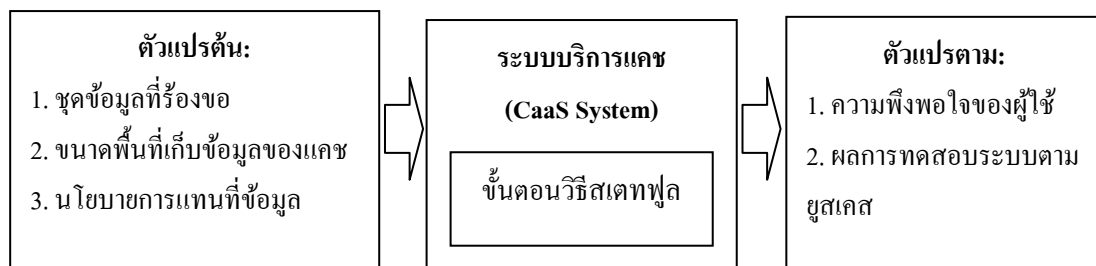 ตัวแปรต้น:
1. ชุดข้อมูลที่ร้องขอ
2. ขนาดพื้นที่เก็บข้อมูลของแคช
3. นโยบายการแทนที่ข้อมูล
ระบบบริการแคช
(CaaS System)
ขั้นตอนวิธีสเตทฟูล
ตัวแปรตาม:
1. ความพึงพอใจของผู้ใช้
2. ผลการทดสอบระบบตาม
ยูสเคส